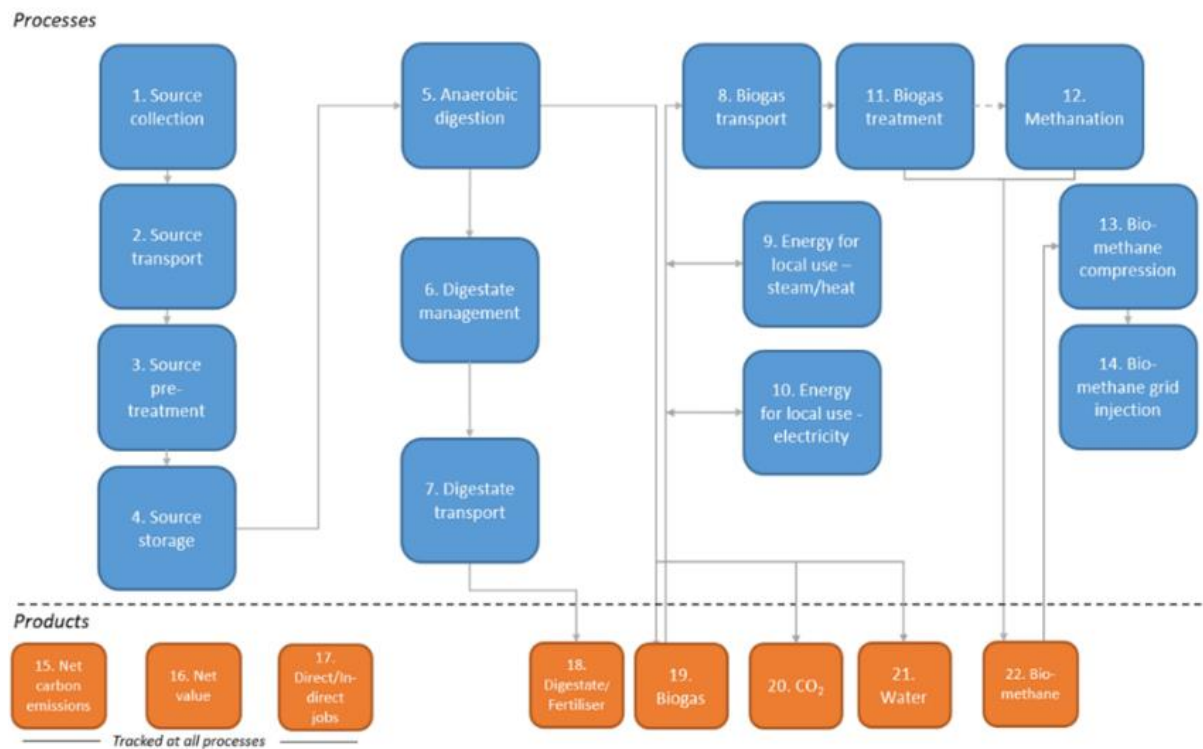 Processes
1. Source
collection
2. Source
transport
3. Source
pre-
treatment
4. Source
storage
5. Anaerobic
digestion
6. Digestate
management
7. Digestate
transport
8. Biogas
transport
11. Biogas
treatment
12.
Methanation
9. Energy for
local use –
steam/heat
10. Energy
for local use -
electricity
13. Bio-
methane
compression
14. Bio-
methane grid
injection
Products
15. Net
carbon
emissions
16. Net
value
17.
Direct/In-
direct
jobs
18.
Digestate/
Fertiliser
19.
Biogas
20. CO₂
21.
Water
22. Bio-
methane
Tracked at all processes